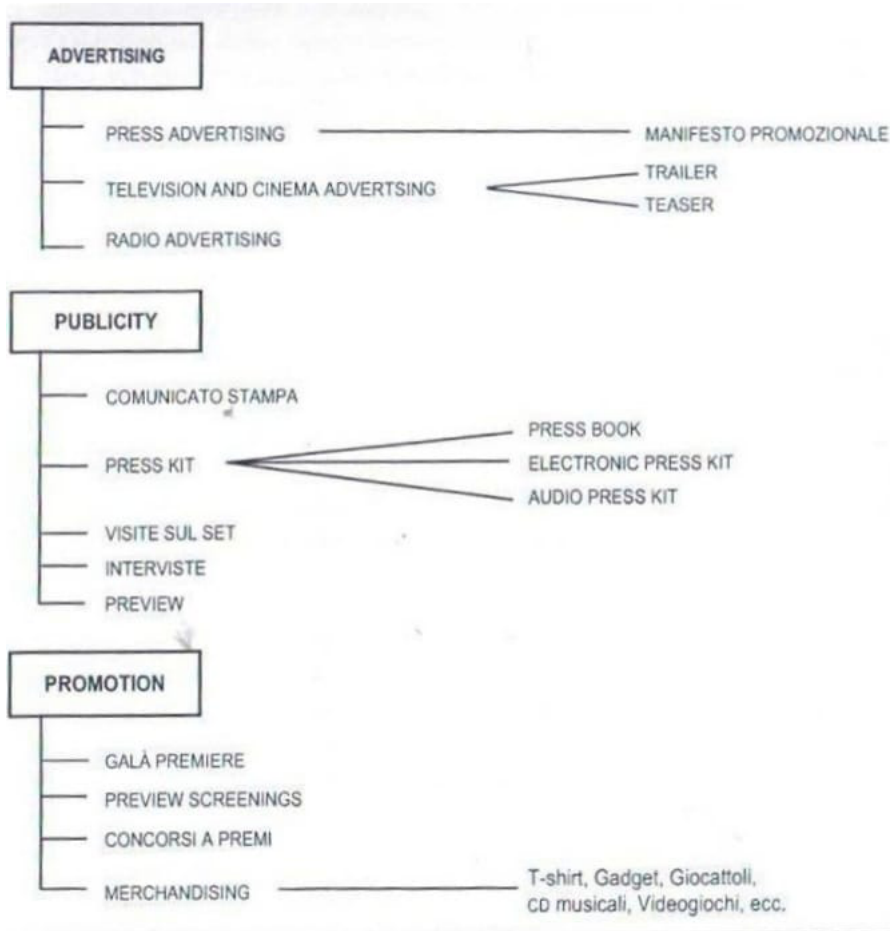 ADVERTISING
PRESS ADVERTISING
MANIFESTO PROMOZIONALE
TELEVISION AND CINEMA ADVERTSING
TRAILER
TEASER
RADIO ADVERTISING
PUBLICITY
COMUNICATO STAMPA
PRESS KIT
PRESS BOOK
ELECTRONIC PRESS KIT
AUDIO PRESS KIT
VISITE SUL SET
INTERVISTE
PREVIEW
PROMOTION
GALÀ PREMIERE
PREVIEW SCREENINGS
CONCORSI A PREMI
MERCHANDISING
T-shirt, Gadget, Giocattoli,
CD musicali, Videogiochi, ecc.